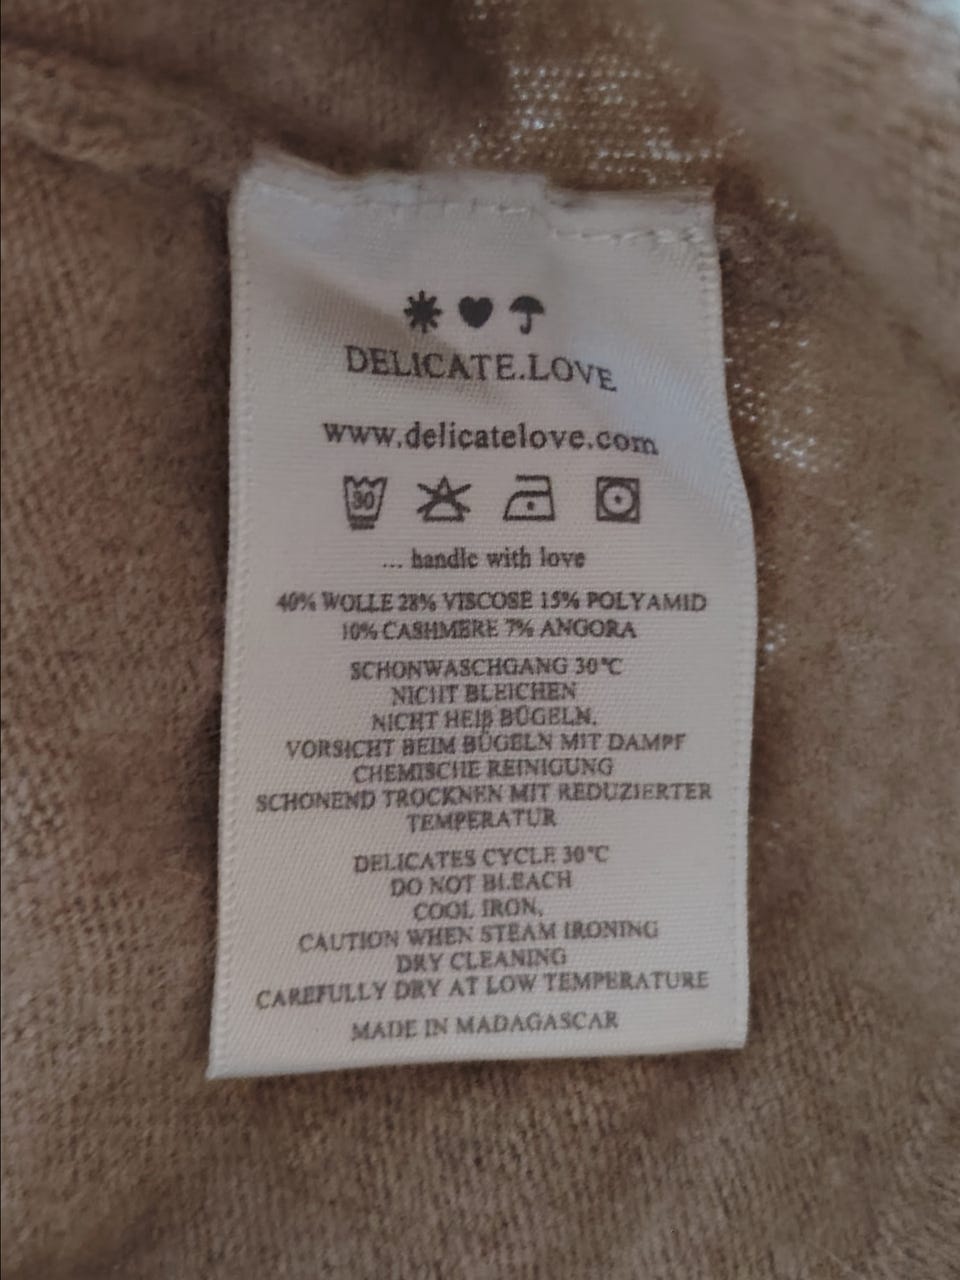 DELICATE.LOVE
www.delicatelove.com
30
... handle with love
40% WOLLE 28% VISCOSE 15% POLYAMID
10% CASHMERE 7% ANGORA
SCHONWASCHGANG 30°C
NICHT BLEICHEN
NICHT HEIß BÜGELN,
VORSICHT BEIM BÜGELN MIT DAMPF
CHEMISCHE REINIGUNG
SCHONEND TROCKNEN MIT REDUZIERTER
TEMPERATUR
DELICATES CYCLE 30°C
DO NOT BLEACH
COOL IRON,
CAUTION WHEN STEAM IRONING
DRY CLEANING
CAREFULLY DRY AT LOW TEMPERATURE
MADE IN MADAGASCAR